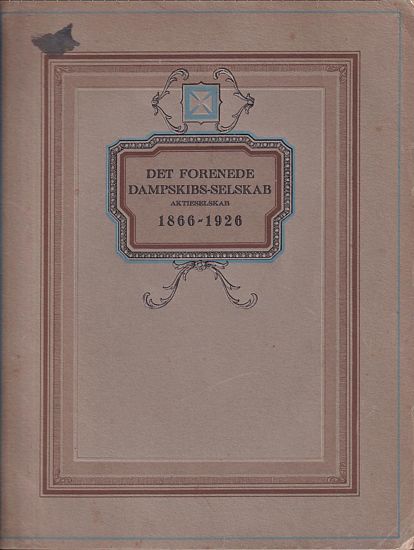 DET FORENEDE
DAMPSKIBS-SELSKAB
AKTIESELSKAB
1866-1926